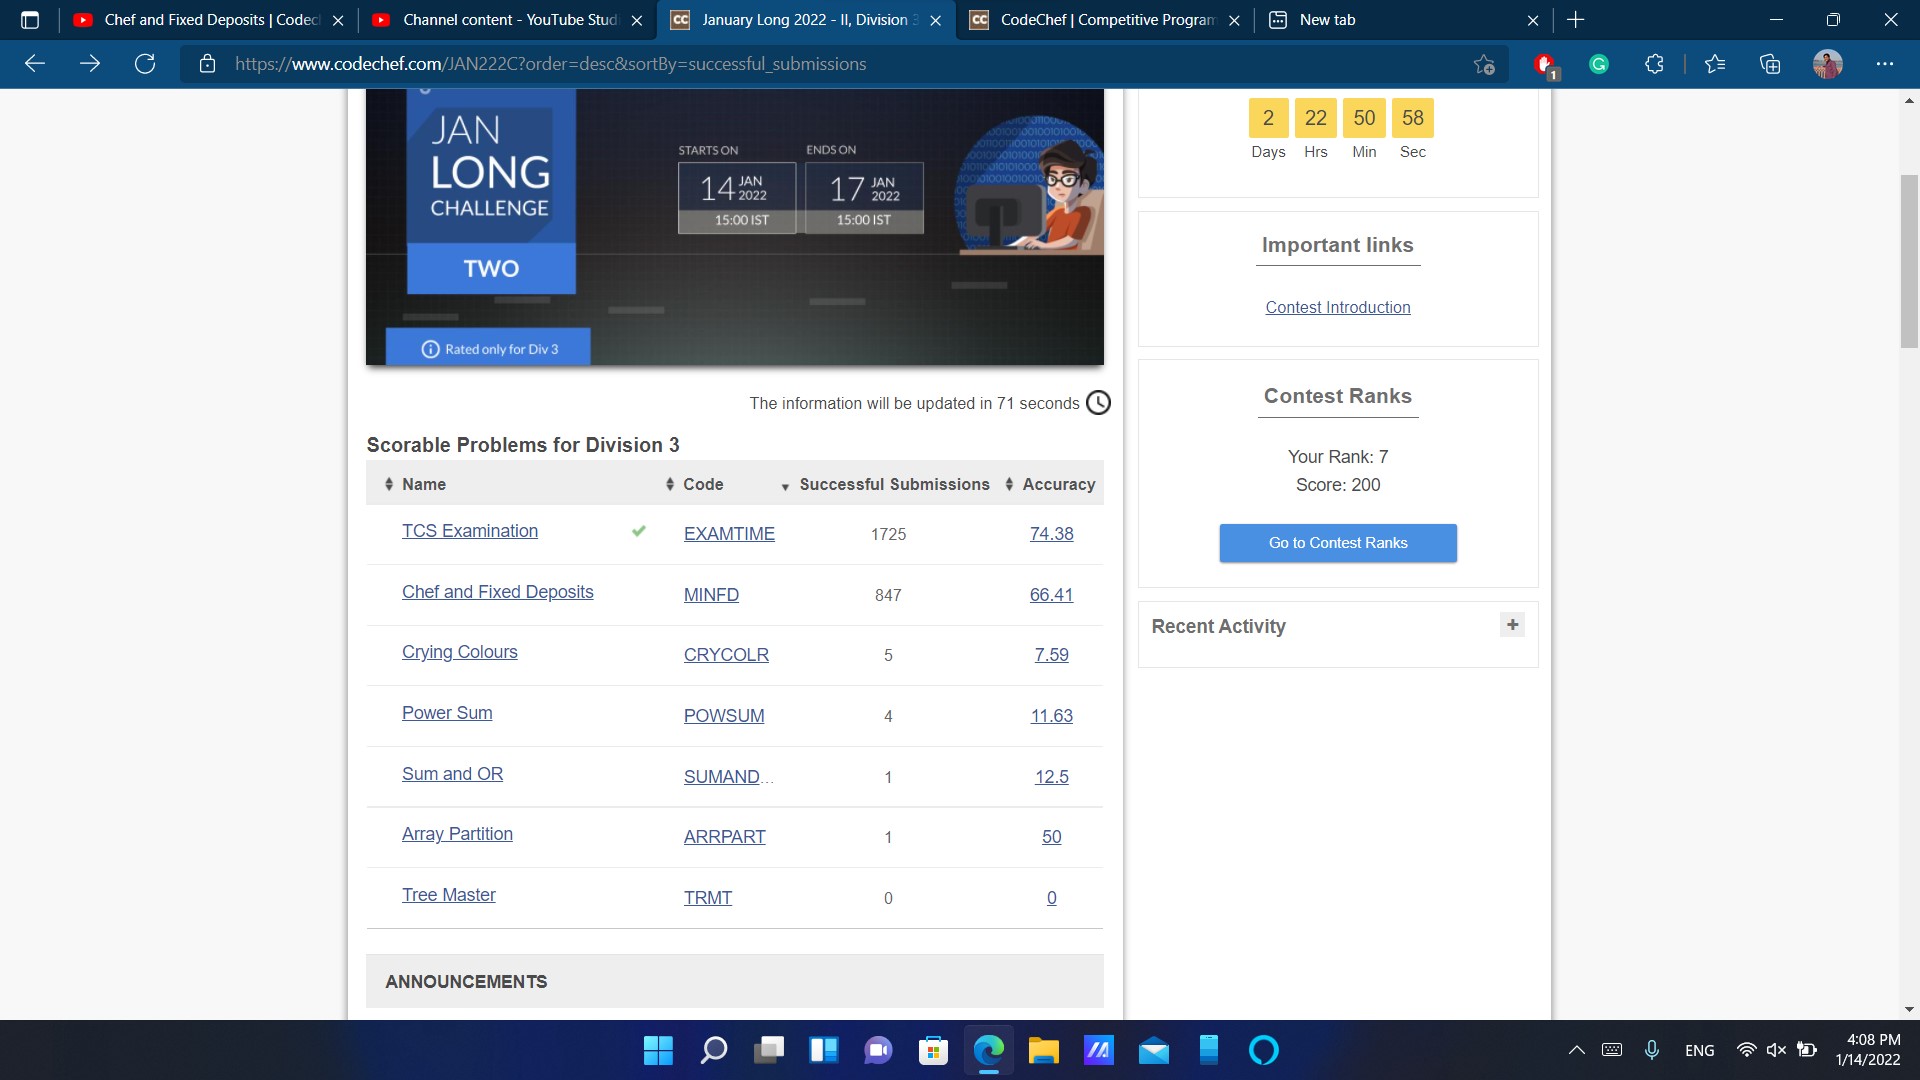 Chef and Fixed Deposits | Codec
Channel content - YouTube Studi
January Long 2022 - II, Division 3
CodeChef | Competitive Program
New tab
https://www.codechef.com/JAN222C?order=desc&sortBy=successful_submissions
1
JAN
LONG
CHALLENGE
TWO
STARTS ON
14 JAN 2022
15:00 IST
ENDS ON
17 JAN 2022
15:00 IST
Rated only for Div 3
2 22 50 58
Days Hrs Min Sec
Important links
Contest Introduction
Contest Ranks
Your Rank: 7
Score: 200
Go to Contest Ranks
Recent Activity
The information will be updated in 71 seconds
Scorable Problems for Division 3
Name Code Successful Submissions Accuracy
TCS Examination EXAMTIME 1725 74.38
Chef and Fixed Deposits MINFD 847 66.41
Crying Colours CRYCOLR 5 7.59
Power Sum POWSUM 4 11.63
Sum and OR SUMAND... 1 12.5
Array Partition ARRPART 1 50
Tree Master TRMT 0 0
ANNOUNCEMENTS
ENG
4:08 PM
1/14/2022